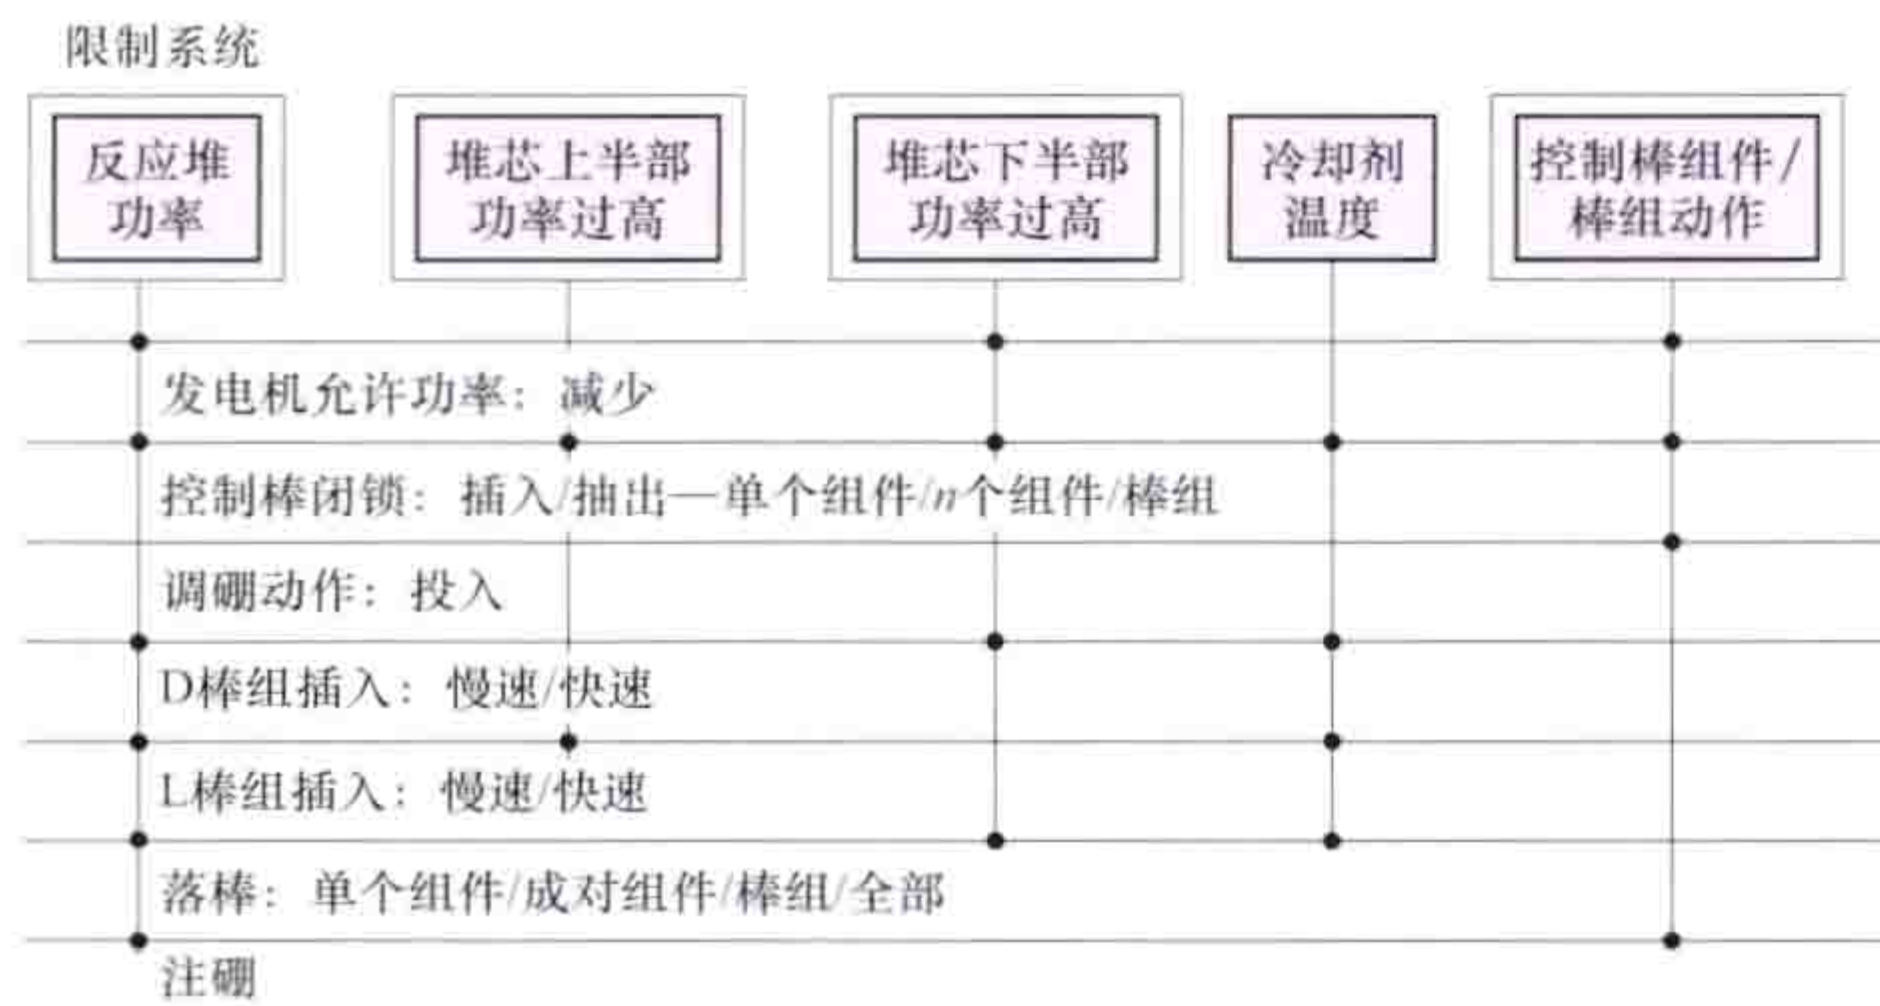 限制系统
反应堆
功率
堆芯上半部
功率过高
堆芯下半部
功率过高
冷却剂
温度
控制棒组件/
棒组动作
发电机允许功率：减少
控制棒闭锁：插入/抽出—单个组件/n个组件/棒组
调硼动作：投入
D棒组插入：慢速/快速
L棒组插入：慢速/快速
落棒：单个组件/成对组件/棒组/全部
注硼